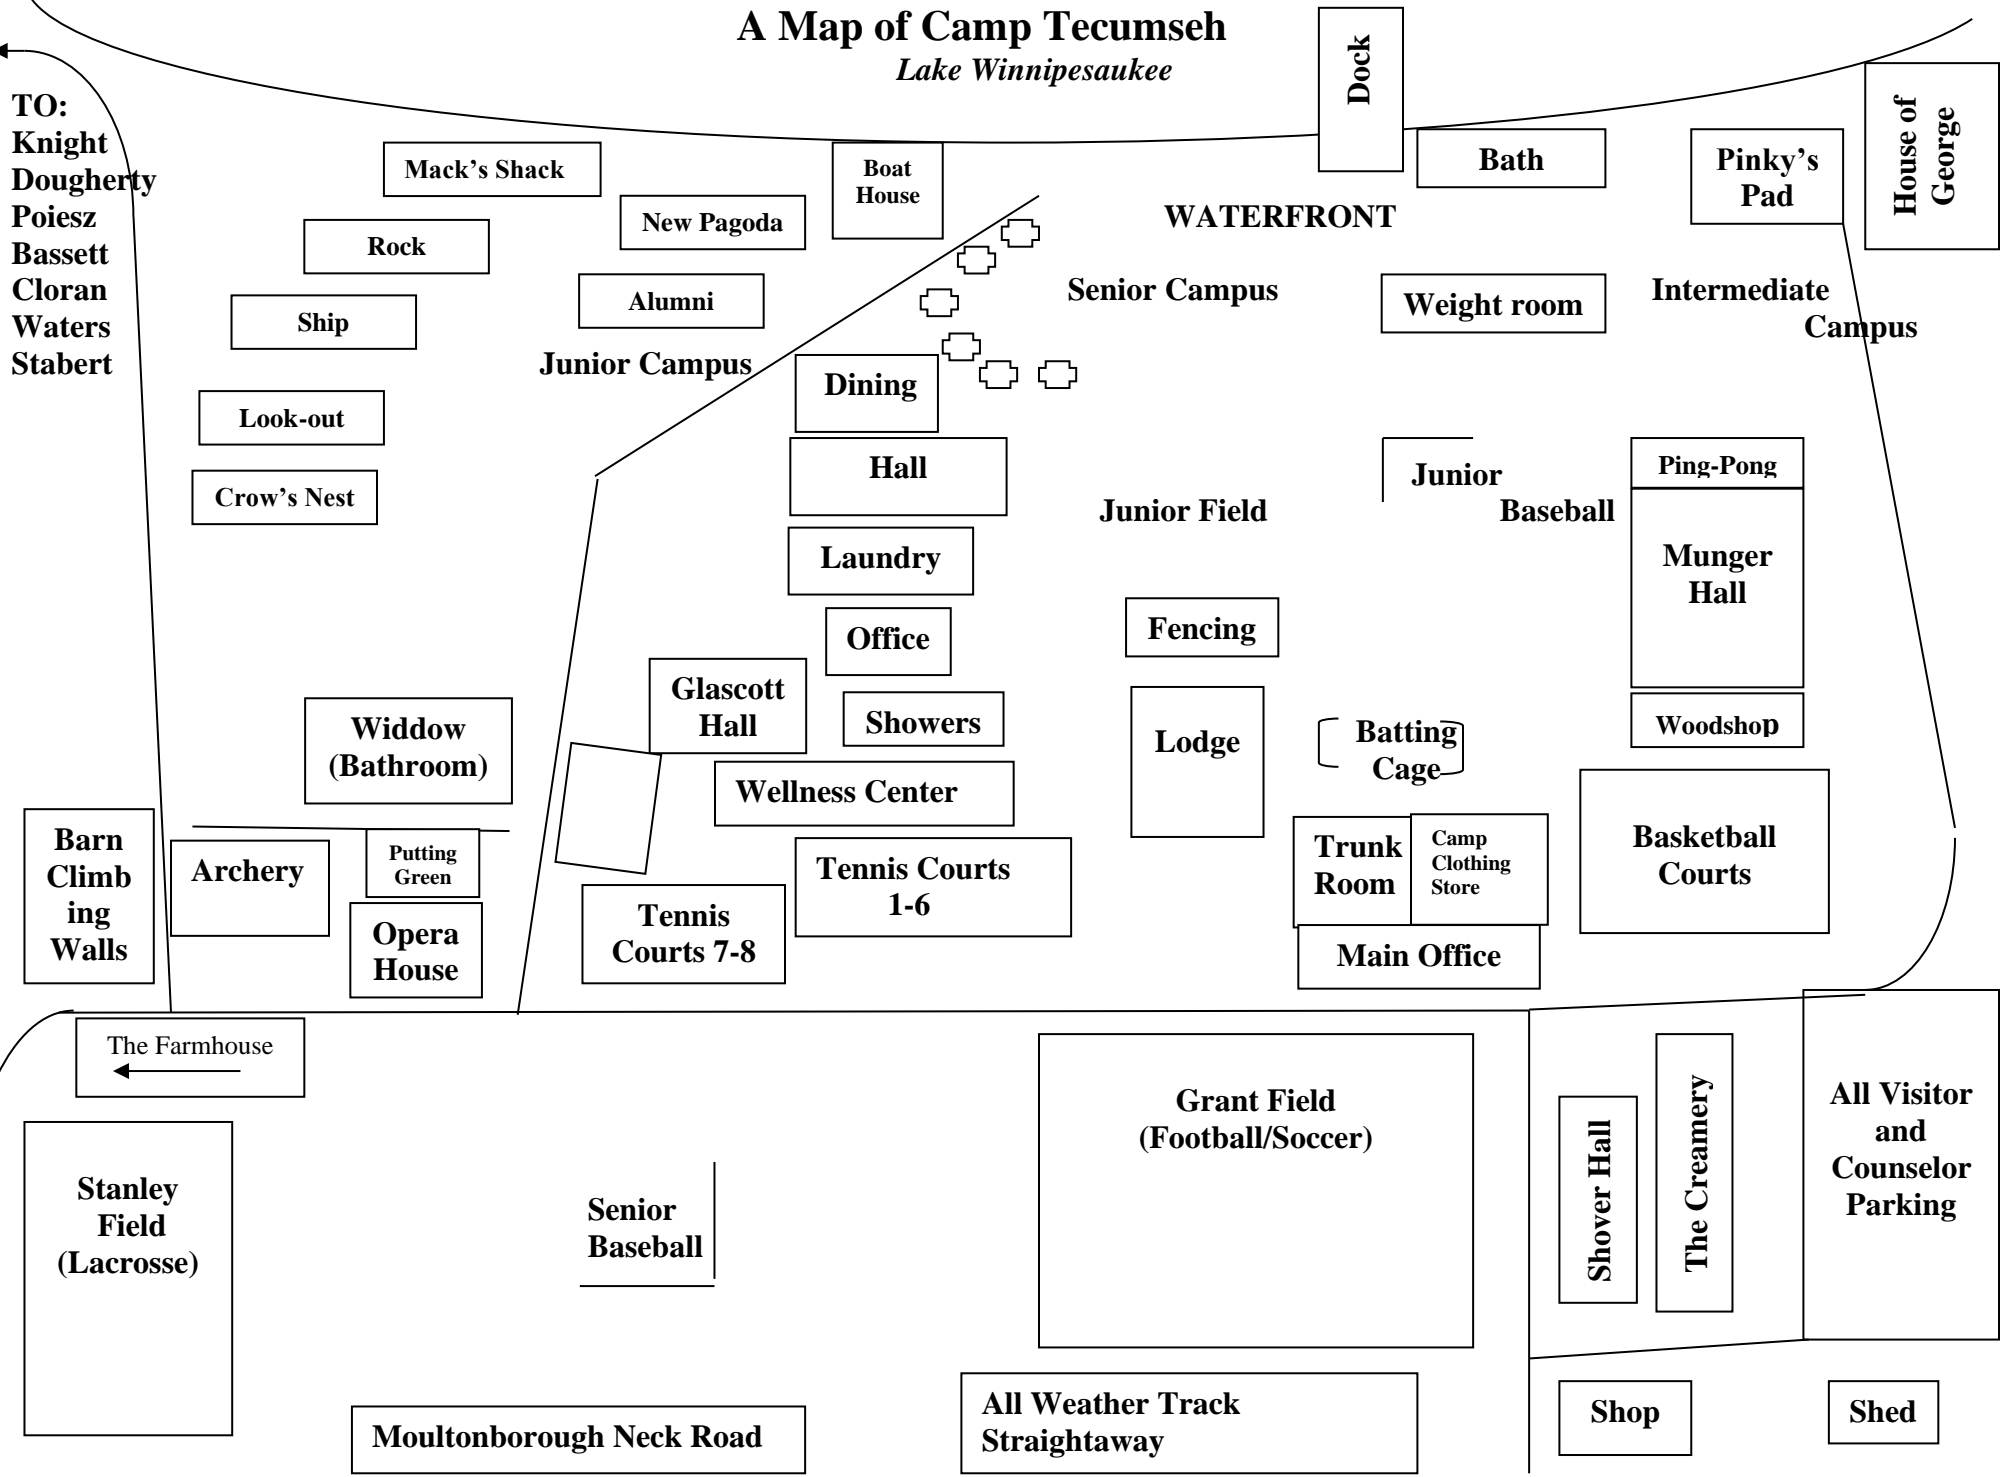 A Map of Camp Tecumseh
Lake Winnipesaukee
Dock
House of
George
TO:
Knight
Dougherty
Poiesz
Bassett
Cloran
Waters
Stabert
Mack's Shack
Boat
House
Bath
Pinky's
Pad
New Pagoda
WATERFRONT
Rock
Alumni
Senior Campus
Weight room
Intermediate
Campus
Ship
Junior Campus
Dining
Look-out
Hall
Junior
Baseball
Ping-Pong
Crow's Nest
Junior Field
Laundry
Munger
Hall
Office
Fencing
Glascott
Hall
Showers
Widdow
(Bathroom)
Lodge
Batting
Cage
Woodshop
Wellness Center
Barn
Climb
ing
Walls
Archery
Putting
Green
Tennis Courts
1-6
Trunk
Room
Camp
Clothing
Store
Basketball
Courts
Opera
House
Tennis
Courts 7-8
Main Office
The Farmhouse
Grant Field
(Football/Soccer)
Shover Hall
The Creamery
All Visitor
and
Counselor
Parking
Stanley
Field
(Lacrosse)
Senior
Baseball
Moultonborough Neck Road
All Weather Track
Straightaway
Shop
Shed